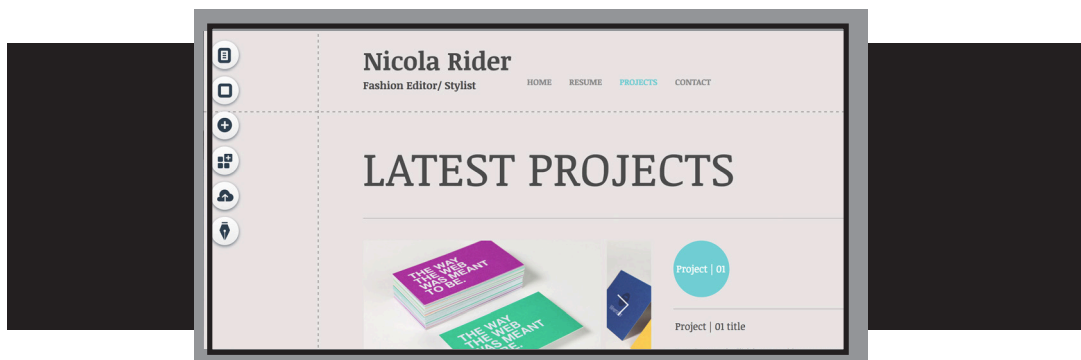 Nicola Rider
Fashion Editor/ Stylist
HOME RESUME PROJECTS CONTACT
LATEST PROJECTS
THE WAY
THE WEB
WAS MEANT
TO BE.
THE WAY
THE WEB
WAS MEANT
Project | 01
Project | 01 title